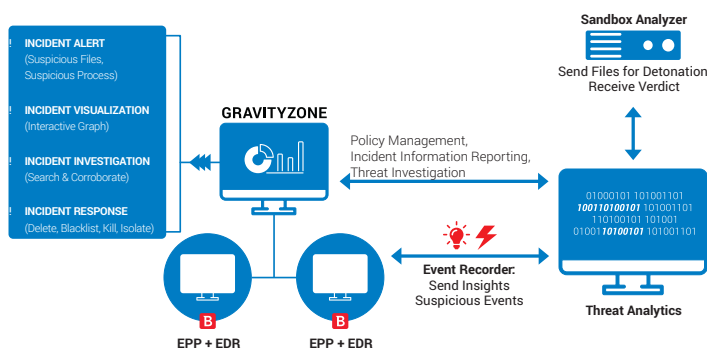 ! INCIDENT ALERT
(Suspicious Files,
Suspicious Process)
! INCIDENT VISUALIZATION
(Interactive Graph)
! INCIDENT INVESTIGATION
(Search & Corroborate)
! INCIDENT RESPONSE
(Delete, Blacklist, Kill, Isolate)
GRAVITYZONE
B
EPP + EDR
B
EPP + EDR
Policy Management,
Incident Information Reporting,
Threat Investigation
Event Recorder:
Send Insights
Suspicious Events
Sandbox Analyzer
Send Files for Detonation
Receive Verdict
01000101 101001101
100110100101 101001101
110100101 101001
0100110100101 101001101
Threat Analytics